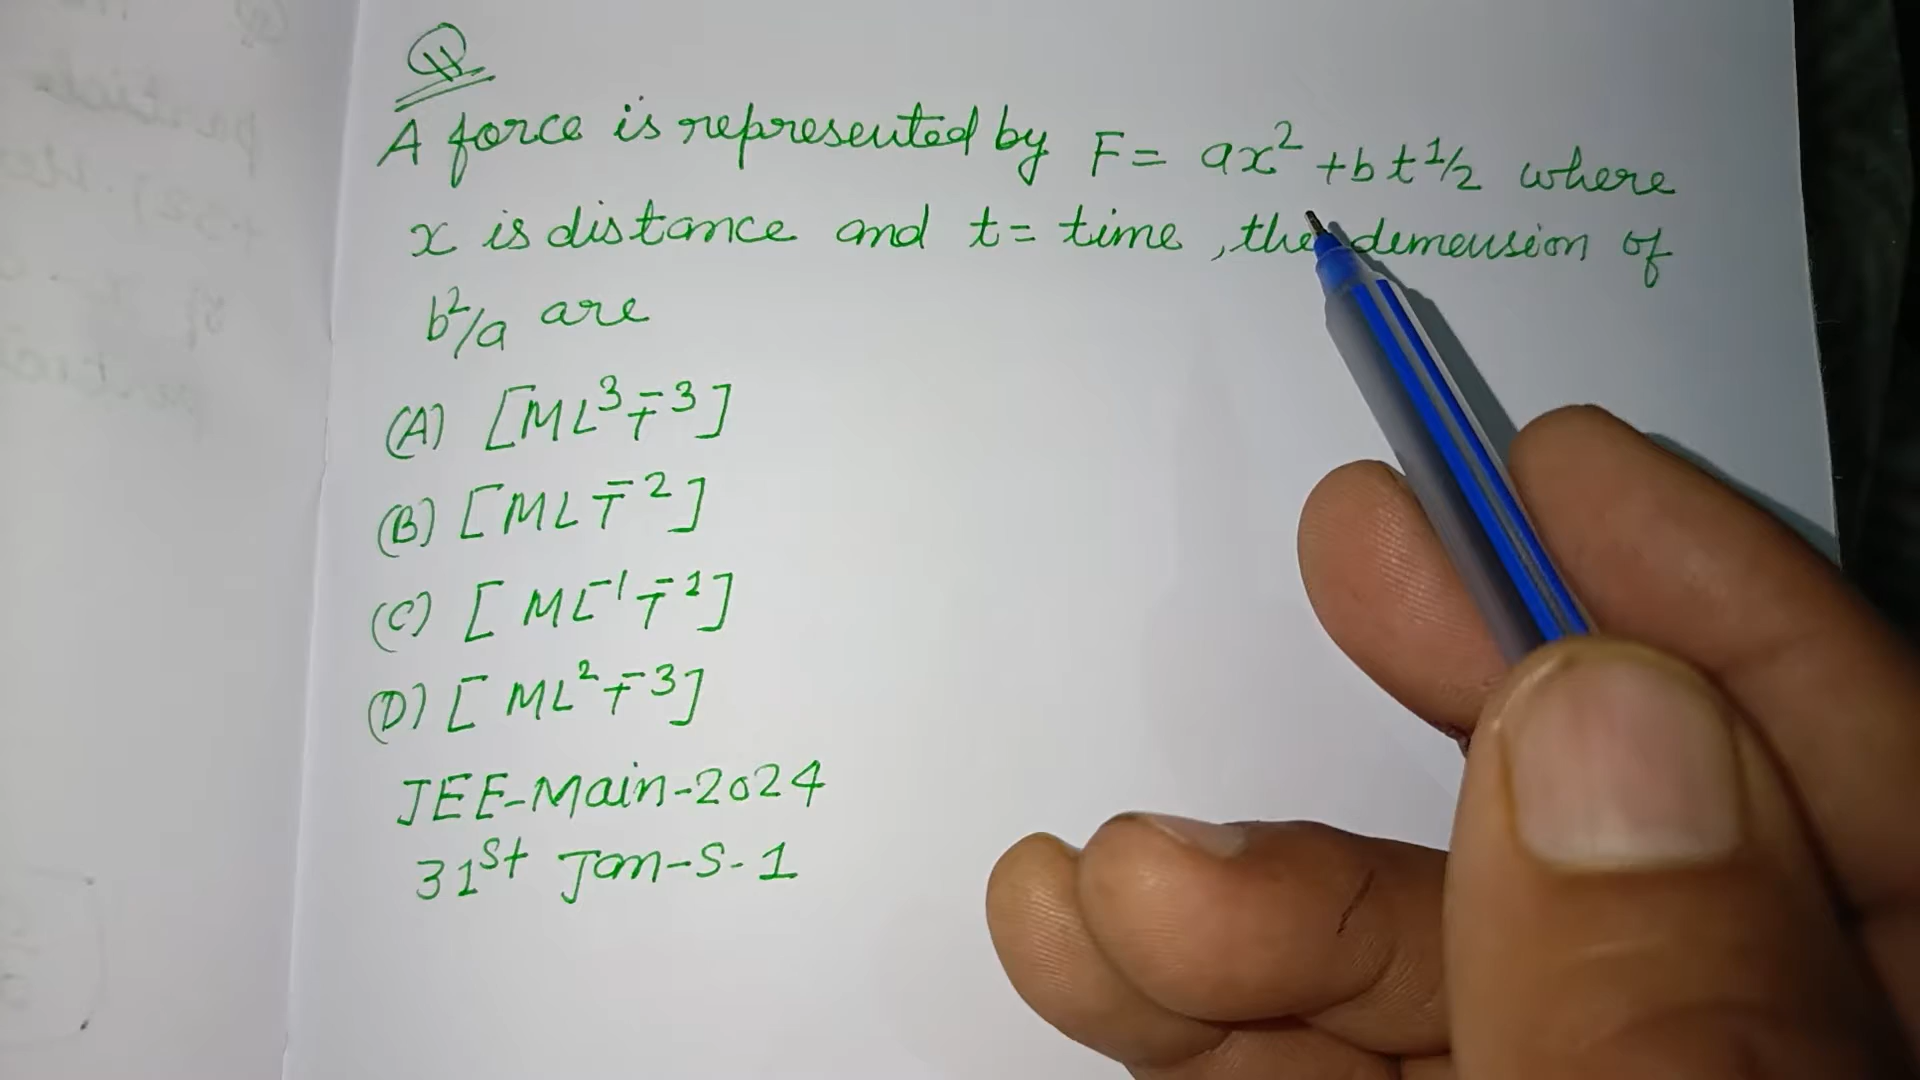 Q
A force is represented by F = ax² + bt^1/2 where
x is distance and t = time, the dimension of
b²/a are
(A) [ML³T⁻³]
(B) [MLT⁻²]
(C) [ML⁻¹T⁻¹]
(D) [ML²T⁻³]
JEE-Main-2024
31st Jan-S-1